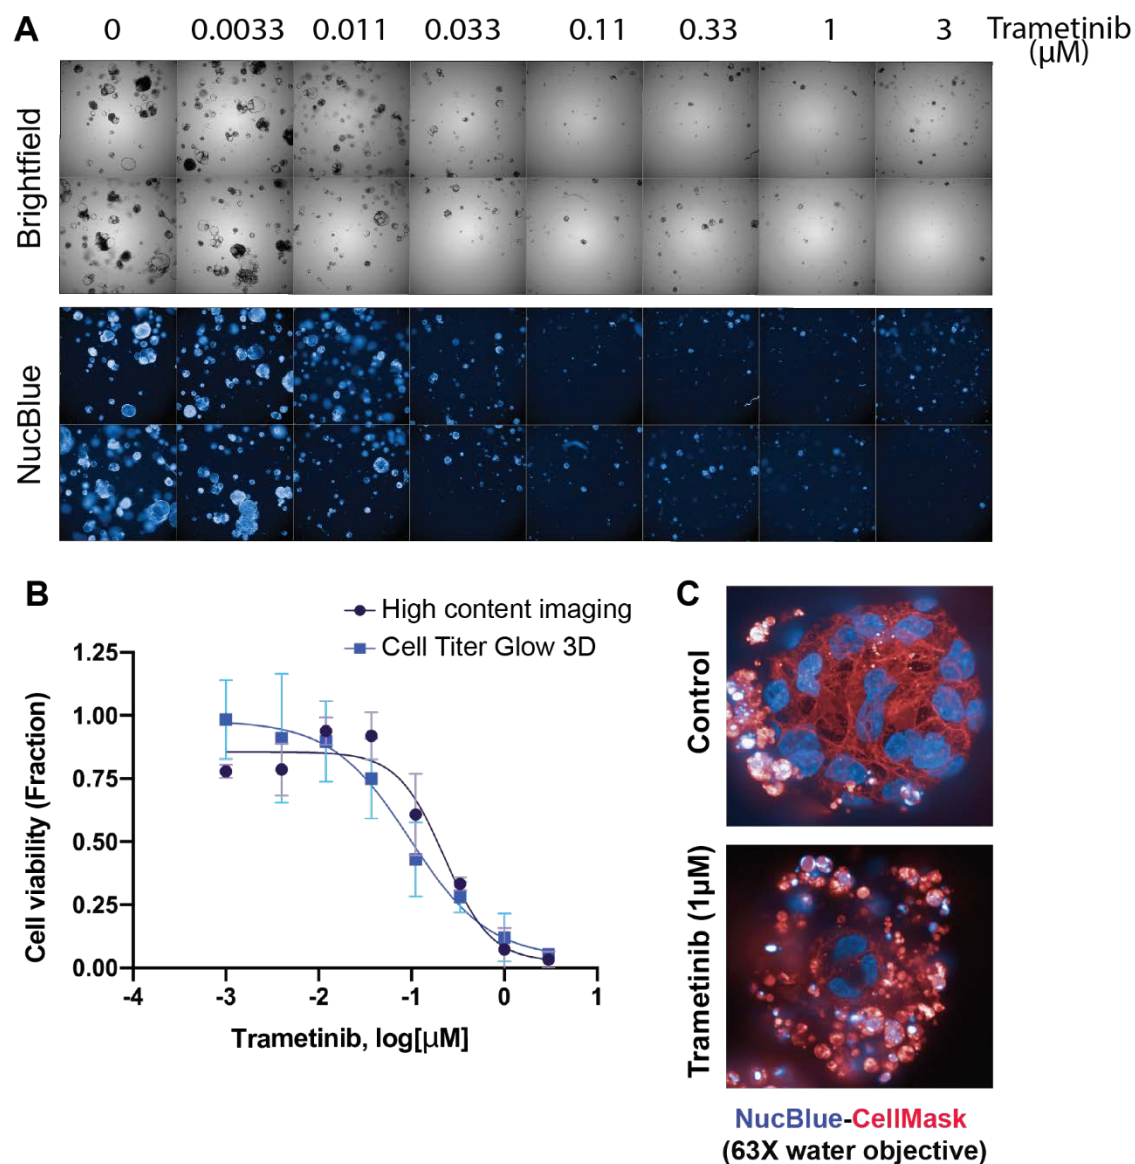 A
0 0.0033 0.011 0.033 0.11 0.33 1 3 Trametinib
(μM)
Brightfield
NucBlue
B
High content imaging
Cell Titer Glow 3D
Cell viability (Fraction)
1.25
1.00
0.75
0.50
0.25
0.00
-4 -3 -2 -1 0 1
Trametinib, log[μM]
C
Control
Trametinib (1μM)
NucBlue-CellMask
(63X water objective)